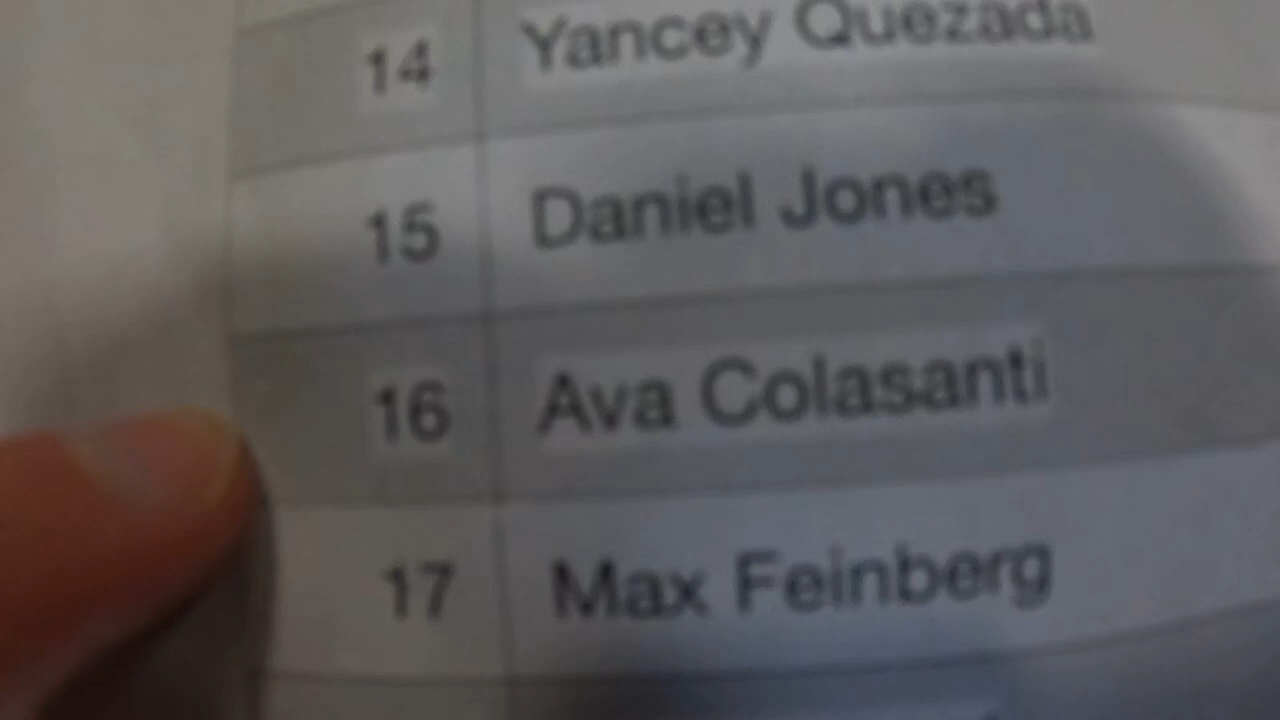 14 Yancey Quezada
15 Daniel Jones
16 Ava Colasanti
17 Max Feinberg